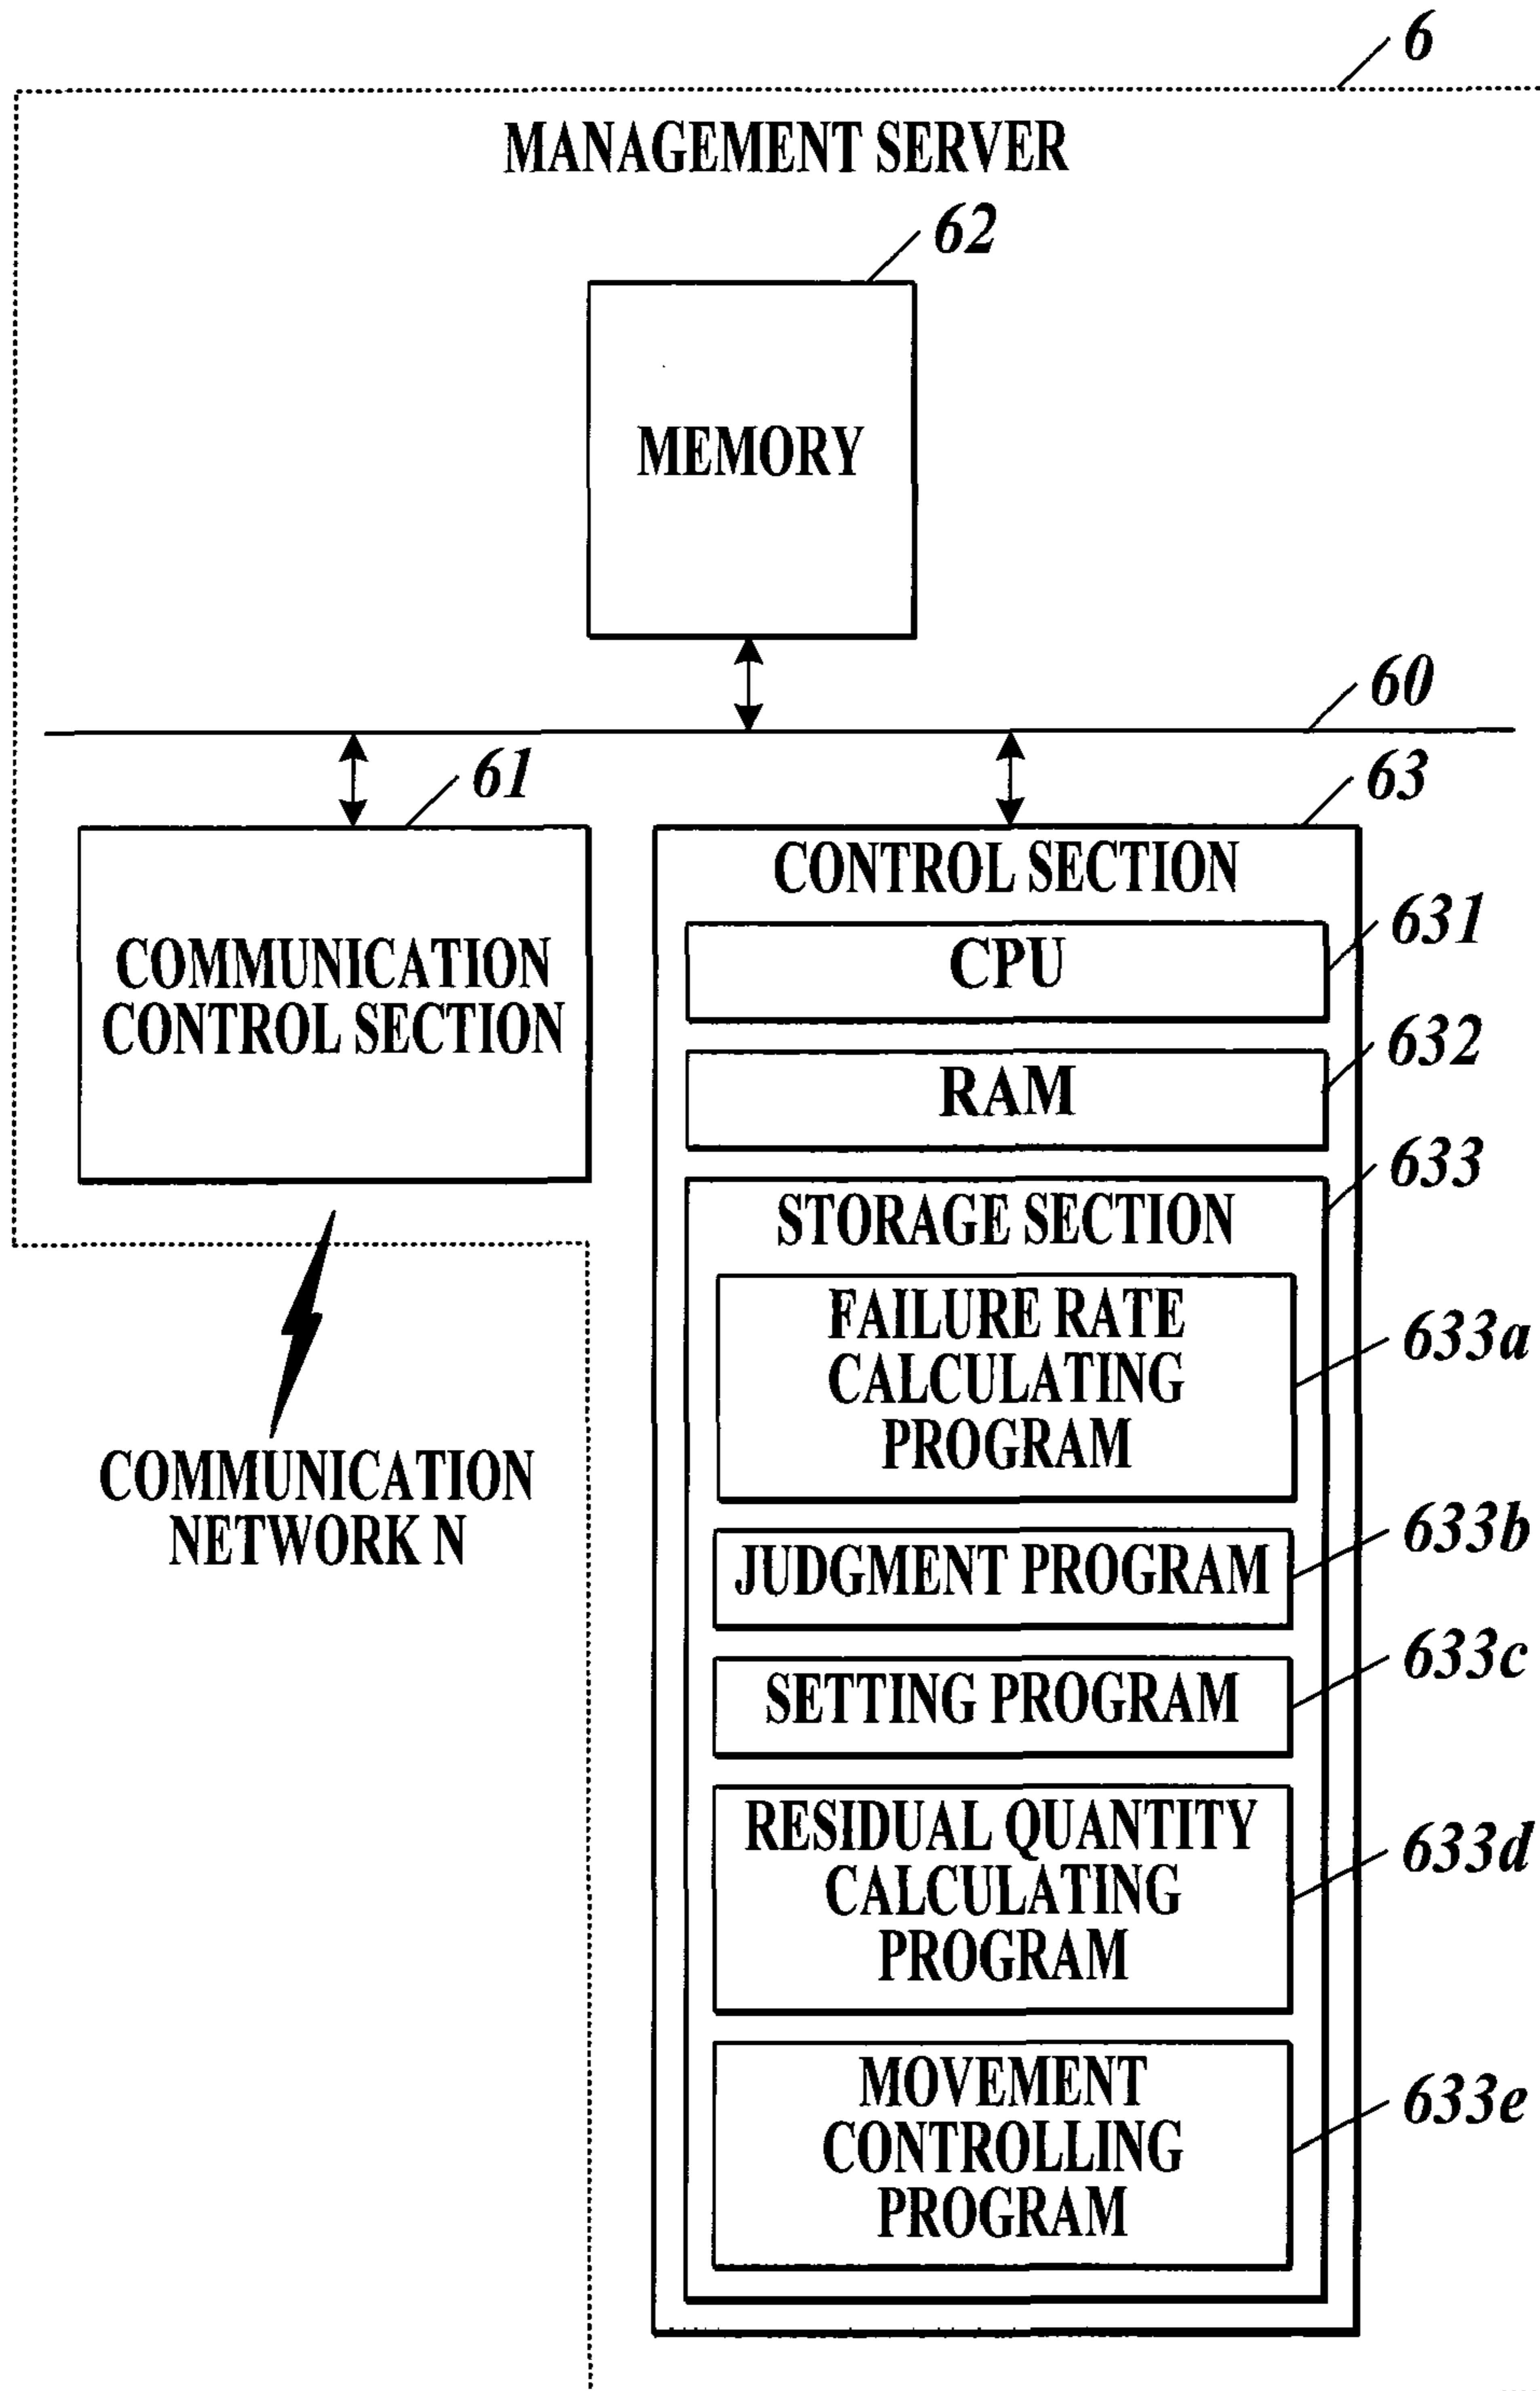 6
MANAGEMENT SERVER
62
MEMORY
60
61
63
COMMUNICATION
CONTROL SECTION
CONTROL SECTION
CPU
631
RAM
632
633
STORAGE SECTION
FAILURE RATE
CALCULATING
PROGRAM
633a
COMMUNICATION
NETWORK N
JUDGMENT PROGRAM
633b
SETTING PROGRAM
633c
RESIDUAL QUANTITY
CALCULATING
PROGRAM
633d
MOVEMENT
CONTROLLING
PROGRAM
633e